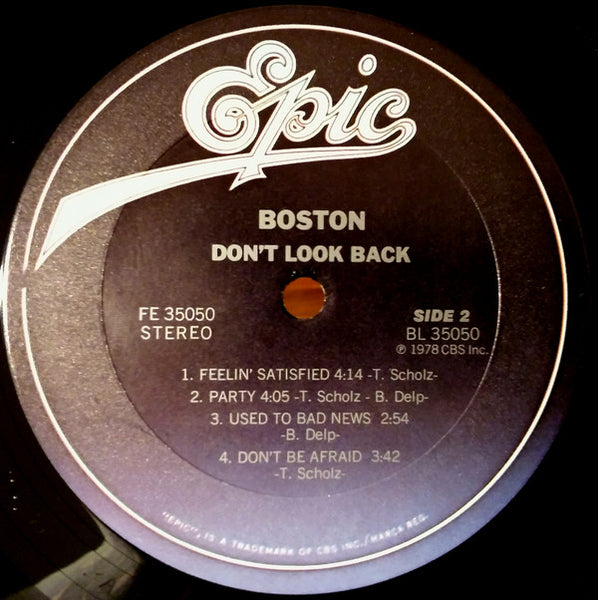 Epic
BOSTON
DON'T LOOK BACK
FE 35050
STEREO
SIDE 2
BL 35050
℗ 1978 CBS Inc.
1. FEELIN' SATISFIED 4:14 -T. Scholz-
2. PARTY 4:05 -T. Scholz - B. Delp-
3. USED TO BAD NEWS 2:54
-B. Delp-
4. DON'T BE AFRAID 3:42
-T. Scholz-
"EPIC", IS A TRADEMARK OF CBS INC./MARCA REG.